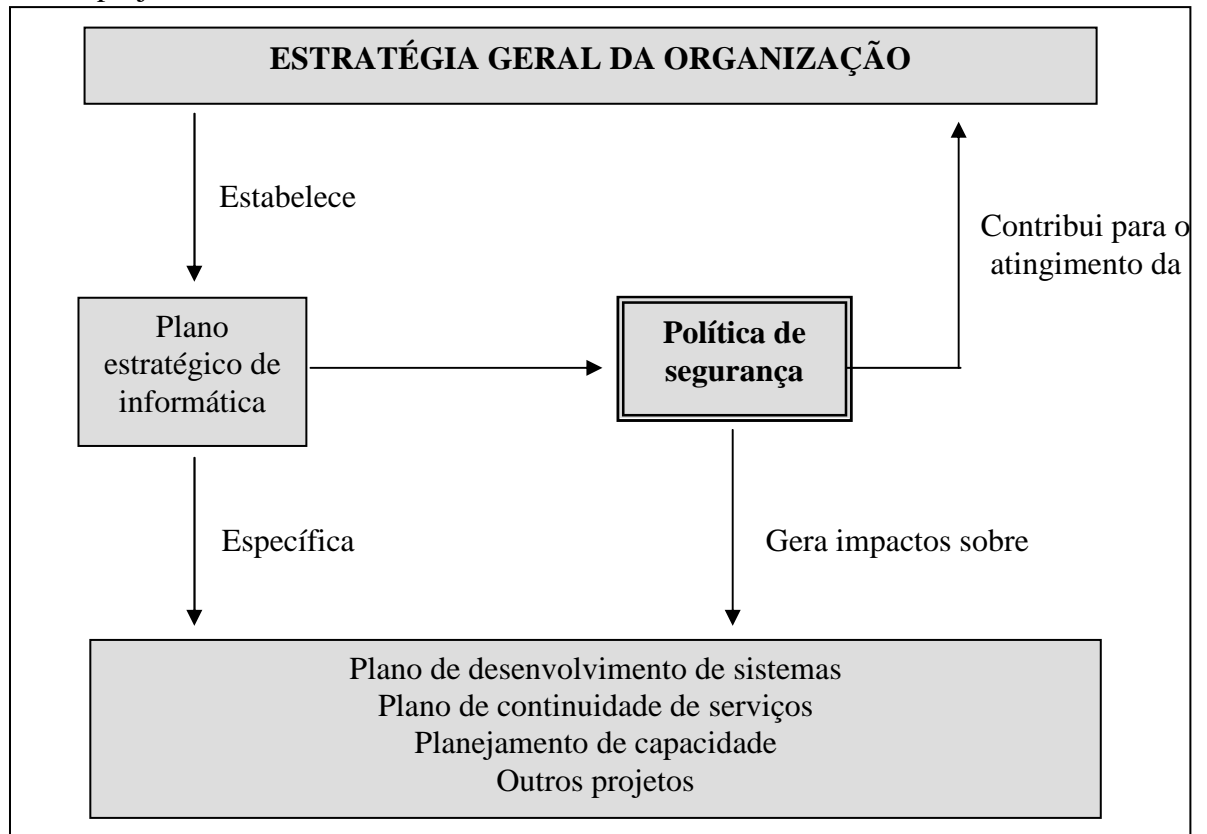 ESTRATÉGIA GERAL DA ORGANIZAÇÃO
Estabelece
Contribui para o
atingimento da
Plano
estratégico de
informática
Política de
segurança
Específica
Gera impactos sobre
Plano de desenvolvimento de sistemas
Plano de continuidade de serviços
Planejamento de capacidade
Outros projetos